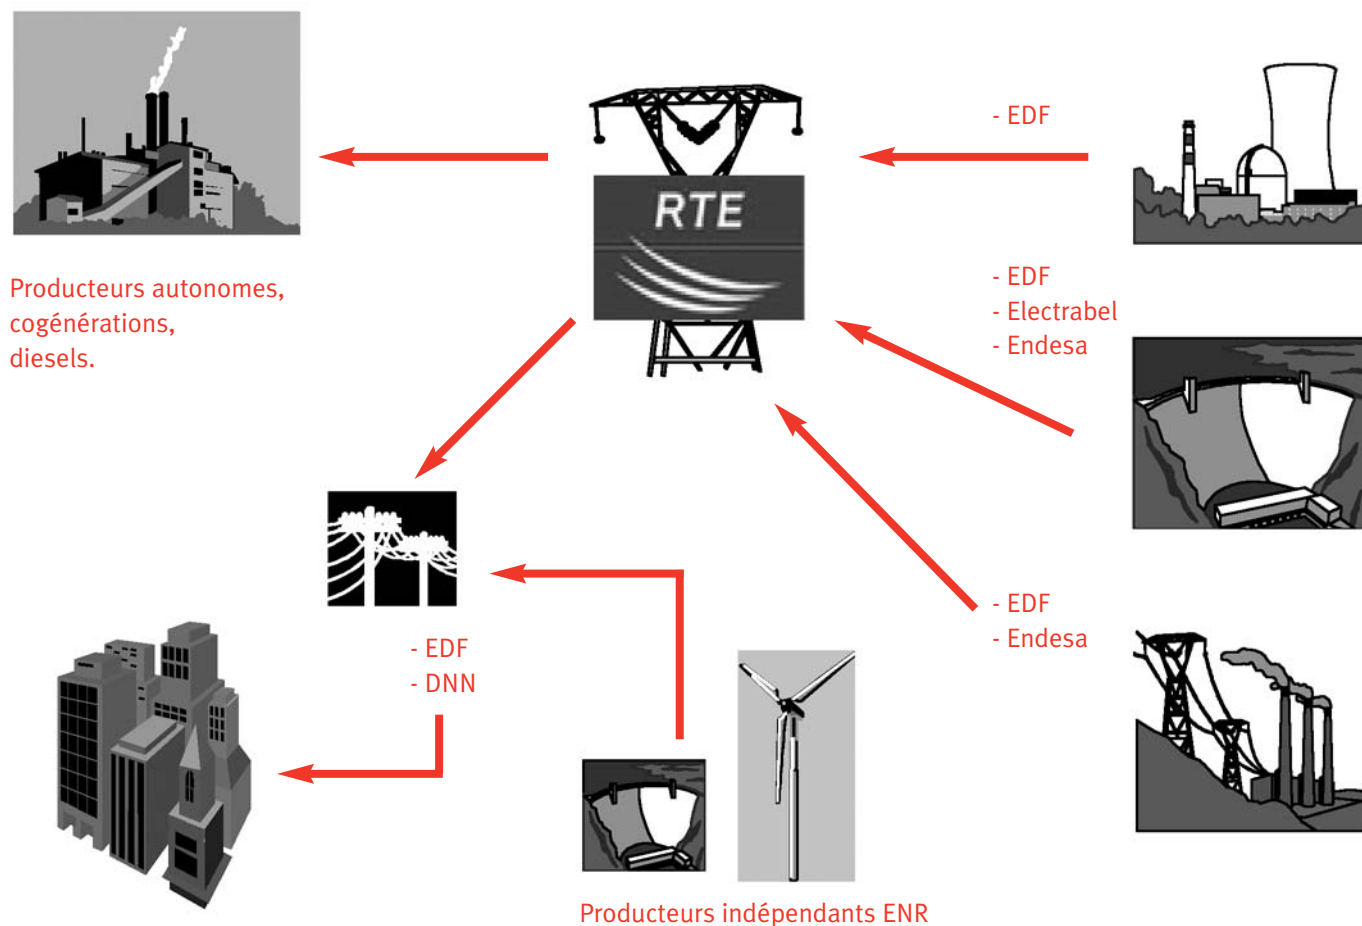 - EDF
RTE
Producteurs autonomes,
cogénérations,
diesels.
- EDF
- Electrabel
- Endesa
- EDF
- Endesa
- EDF
- DNN
Producteurs indépendants ENR